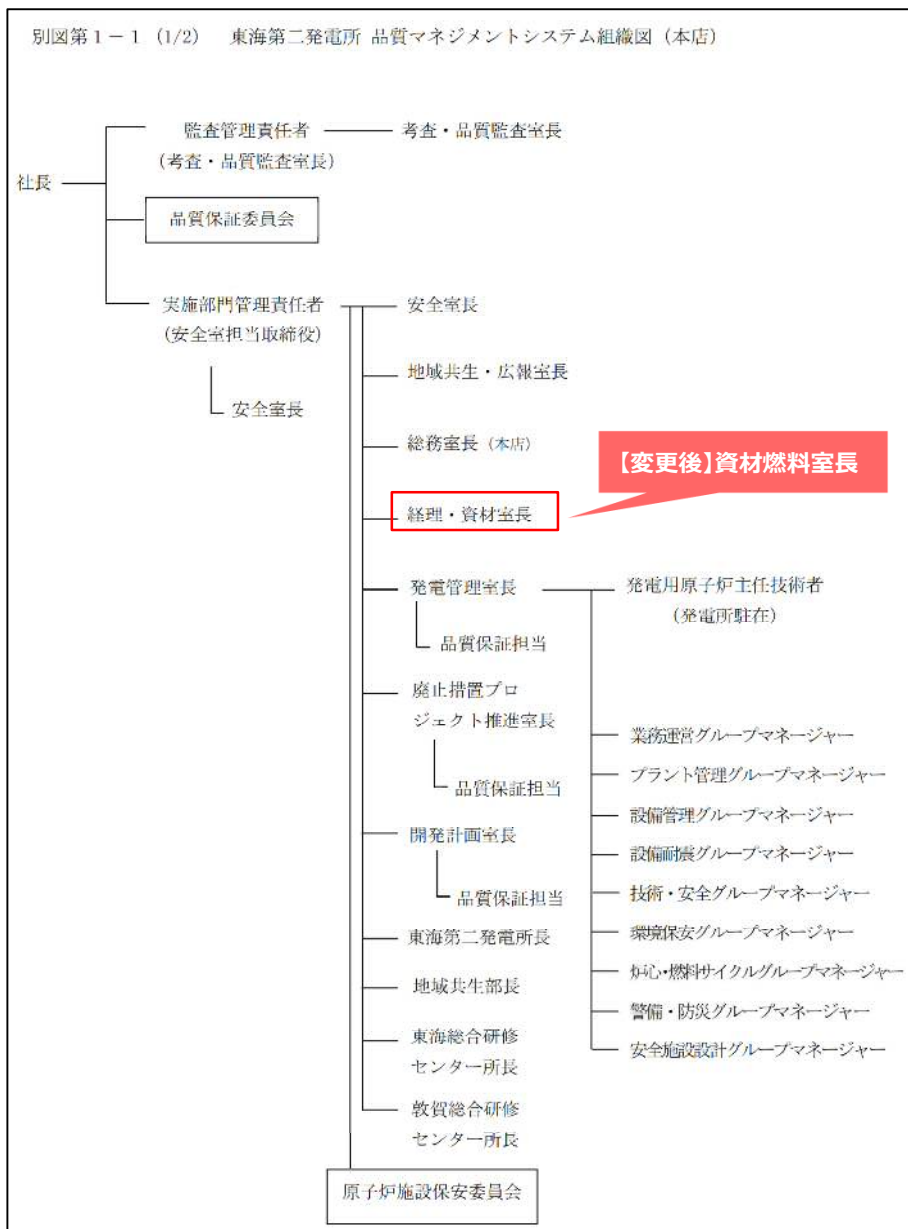 別図第１－１ (1/2)　東海第二発電所 品質マネジメントシステム組織図（本店）
監査管理責任者
考査・品質監査室長
(考査・品質監査室長)
社長
品質保証委員会
実施部門管理責任者
安全室長
(安全室担当取締役)
地域共生・広報室長
安全室長
総務室長（本店）
【変更後】資材燃料室長
経理・資材室長
発電管理室長
発電用原子炉主任技術者
(発電所駐在)
品質保証担当
廃止措置プロ
ジェクト推進室長
業務運営グループマネージャー
プラント管理グループマネージャー
品質保証担当
設備管理グループマネージャー
開発計画室長
設備耐震グループマネージャー
品質保証担当
技術・安全グループマネージャー
東海第二発電所長
環境保安グループマネージャー
炉心・燃料サイクルグループマネージャー
地域共生部長
警備・防災グループマネージャー
東海総合研修
センター所長
安全施設設計グループマネージャー
敦賀総合研修
センター所長
原子炉施設保安委員会